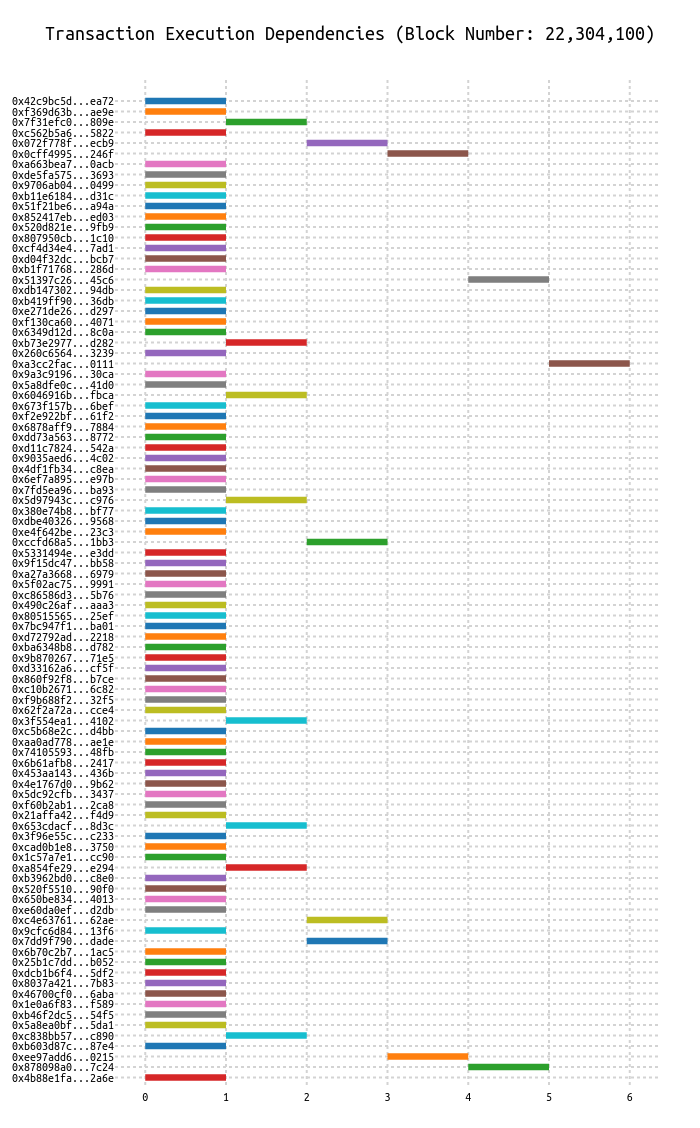 Transaction Execution Dependencies (Block Number: 22,304,100)
0x42c9bc5d...ea72
0xf369d63b...ae9e
0x7f31efc0...809e
0xc562b5a6...5822
0x072f778f...ecb9
0x0cff4995...246f
0xa663bea7...0acb
0xde5fa575...3693
0x9706ab04...0499
0xb11e6184...d31c
0x51f21be6...a94a
0x852417eb...ed03
0x520d821e...9fb9
0x807950cb...1c10
0xcf4d34e4...7ad1
0xd04f32dc...bcb7
0xb1f71768...286d
0x51397c26...45c6
0xdb147302...94db
0xb419ff90...36db
0xe271de26...d297
0xf130ca60...4071
0x6349d12d...8c0a
0xb73e2977...d282
0x260c6564...3239
0xa3cc2fac...0111
0x9a3c9196...30ca
0x5a8dfe0c...41d0
0x6046916b...fbca
0x673f157b...6bef
0xf2e922bf...61f2
0x6878aff9...7884
0xdd73a563...8772
0xd11c7824...542a
0x9035aed6...4c02
0x4df1fb34...c8ea
0x6ef7a895...e97b
0x7fd5ea96...ba93
0x5d97943c...c976
0x380e74b8...bf77
0xdbe40326...9568
0xe4f642be...23c3
0xccfd68a5...1bb3
0x5331494e...e3dd
0x9f15dc47...bb58
0xa27a3668...6979
0x5f02ac75...9991
0xc86586d3...5b76
0x490c26af...aaa3
0x80515565...25ef
0x7bc947f1...ba01
0xd72792ad...2218
0xba6348b8...d782
0x9b870267...71e5
0xd33162a6...cf5f
0x860f92f8...b7ce
0xc10b2671...6c82
0xf9b688f2...32f5
0x62f2a72a...cce4
0x3f554ea1...4102
0xc5b68e2c...d4bb
0xaa0ad778...ae1e
0x74105593...48fb
0x6b61afb8...2417
0x453aa143...436b
0x4e1767d0...9b62
0x5dc92cfb...3437
0xf60b2ab1...2ca8
0x21affa42...f4d9
0x653cdacf...8d3c
0x3f96e55c...c233
0xcad0b1e8...3750
0x1c57a7e1...cc90
0xa854fe29...e294
0xb3962bd0...c8e0
0x520f5510...90f0
0x650be834...4013
0xe60da0ef...d2db
0xc4e63761...62ae
0x9cfc6d84...13f6
0x7dd9f790...dade
0x6b70c2b7...1ac5
0x25b1c7dd...b052
0xdcb1b6f4...5df2
0x8037a421...7b83
0x46700cf0...6aba
0x1e0a6f83...f589
0xb46f2dc5...54f5
0x5a8ea0bf...5da1
0xc838bb57...c890
0xb603d87c...87e4
0xee97add6...0215
0x878098a0...7c24
0x4b88e1fa...2a6e
0 1 2 3 4 5 6